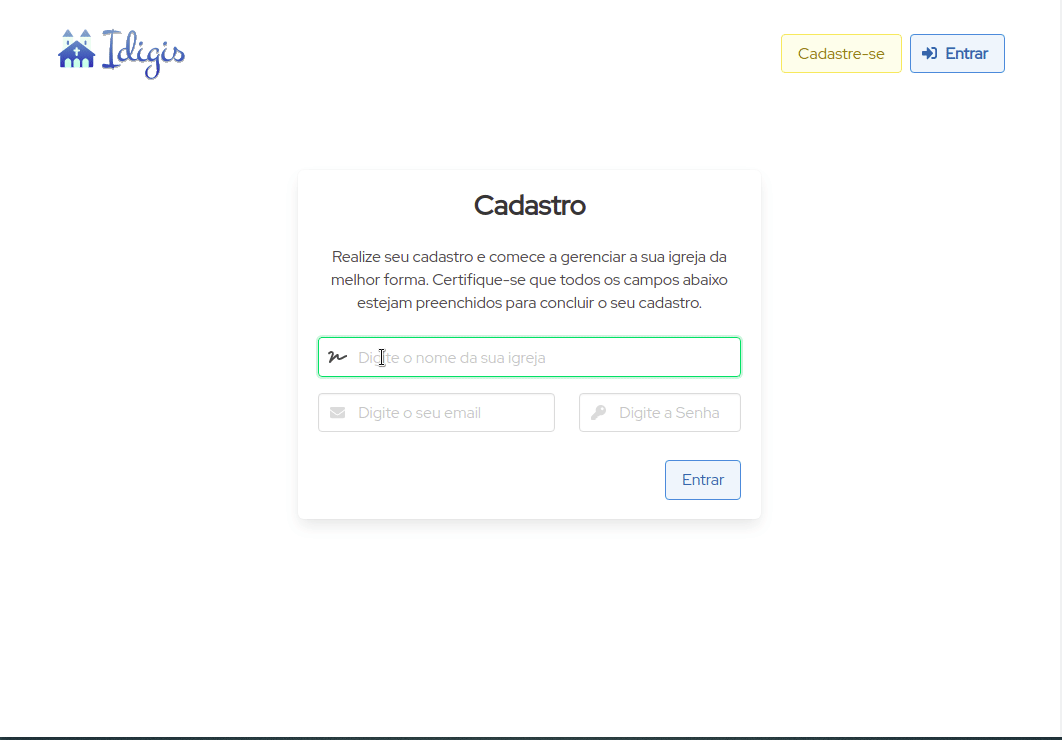 Idigis
Cadastre-se
Entrar
Cadastro
Realize seu cadastro e comece a gerenciar a sua igreja da
melhor forma. Certifique-se que todos os campos abaixo
estejam preenchidos para concluir o seu cadastro.
Digite o nome da sua igreja
Digite o seu email
Digite a Senha
Entrar